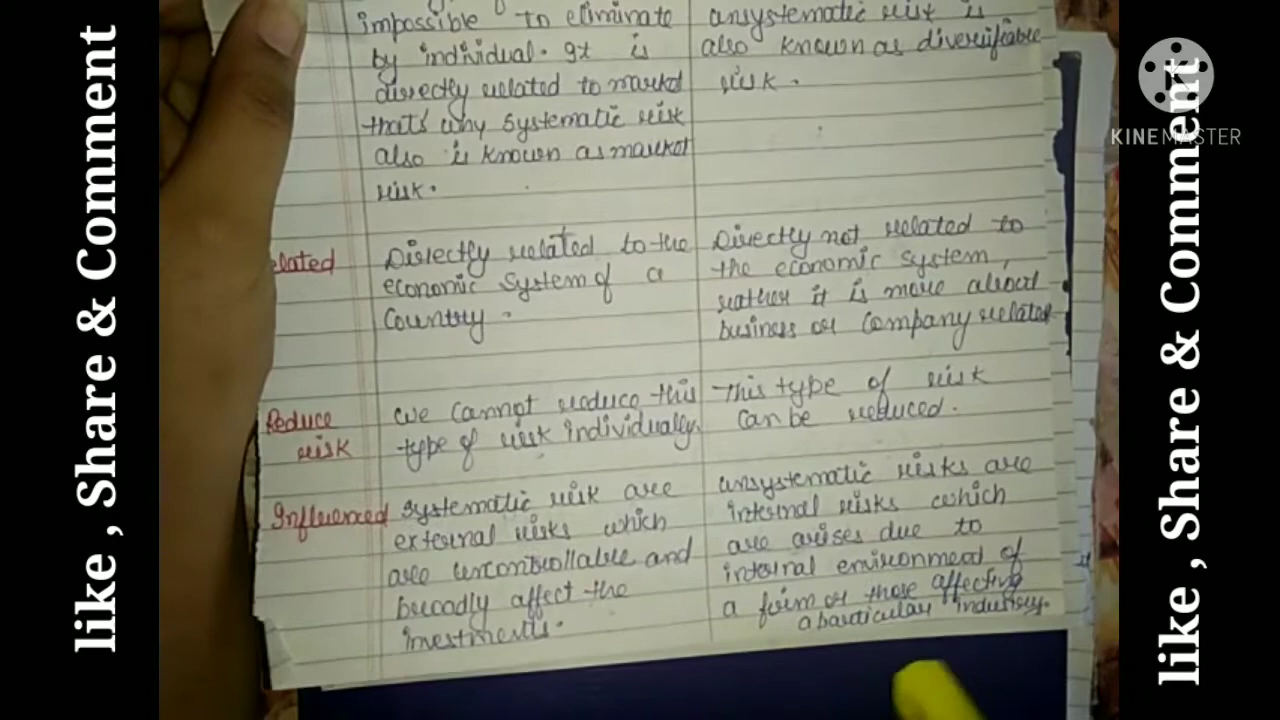 like , Share & Comment
impossible to eliminate
by individual. It is
directly related to market
that's why systematic risk
also is known as market
risk.
unsystematic risk is
also known as diversifiable
risk.
elated
Directly related to the
economic system of a
country.
Directly not related to
the economic system,
rather it is more about
business or company related
Reduce
risk
we cannot reduce this
type of risk individually.
This type of risk
can be reduced.
Influenced
systematic risk are
external risks which
are uncontrollable and
broadly affect the
investments.
unsystematic risks are
internal risks which
are arises due to
internal environment of
a firm or those affecting
a particular industry.
KINEMASTER
like , Share & Comment